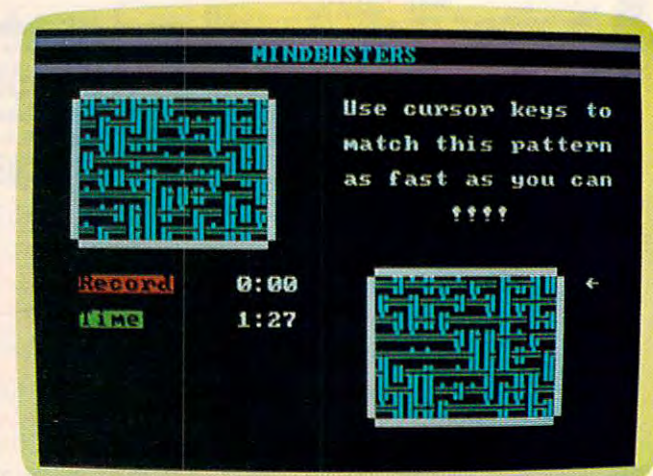 MINDBUSTERS
Use cursor keys to
match this pattern
as fast as you can
!!!!
Record 0:00
Time 1:27
←